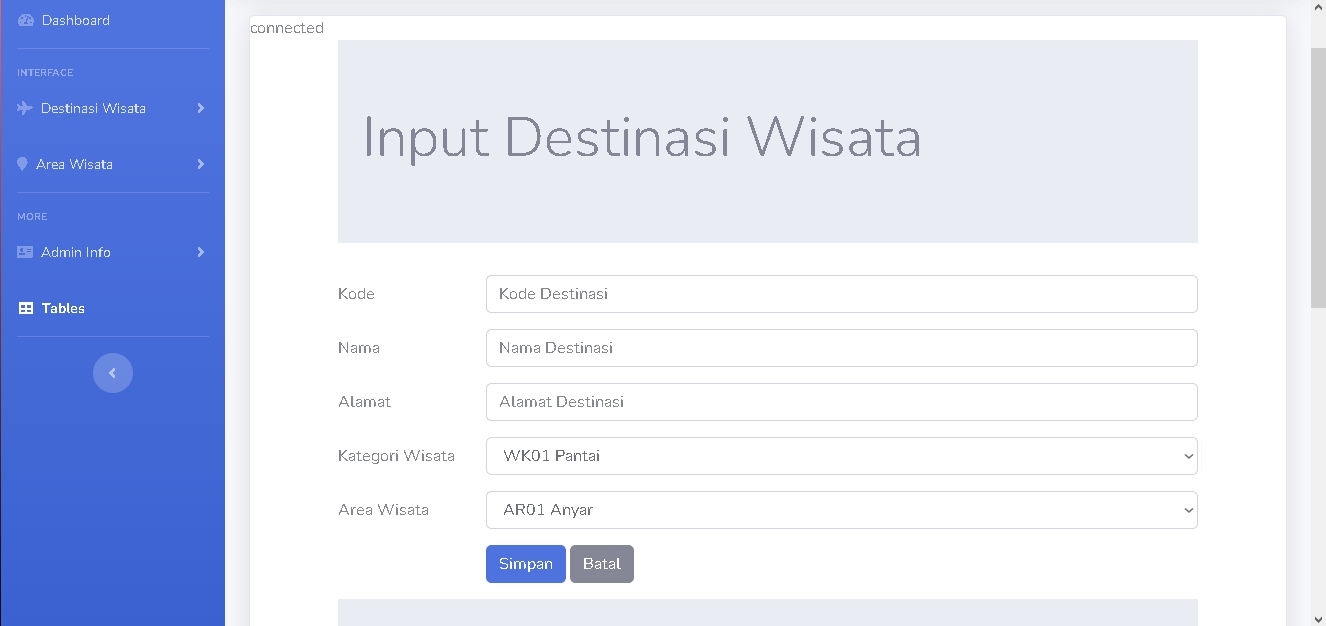 Dashboard
INTERFACE
Destinasi Wisata
Area Wisata
MORE
Admin Info
Tables
connected
Input Destinasi Wisata
Kode
Kode Destinasi
Nama
Nama Destinasi
Alamat
Alamat Destinasi
Kategori Wisata
WK01 Pantai
Area Wisata
AR01 Anyar
Simpan
Batal